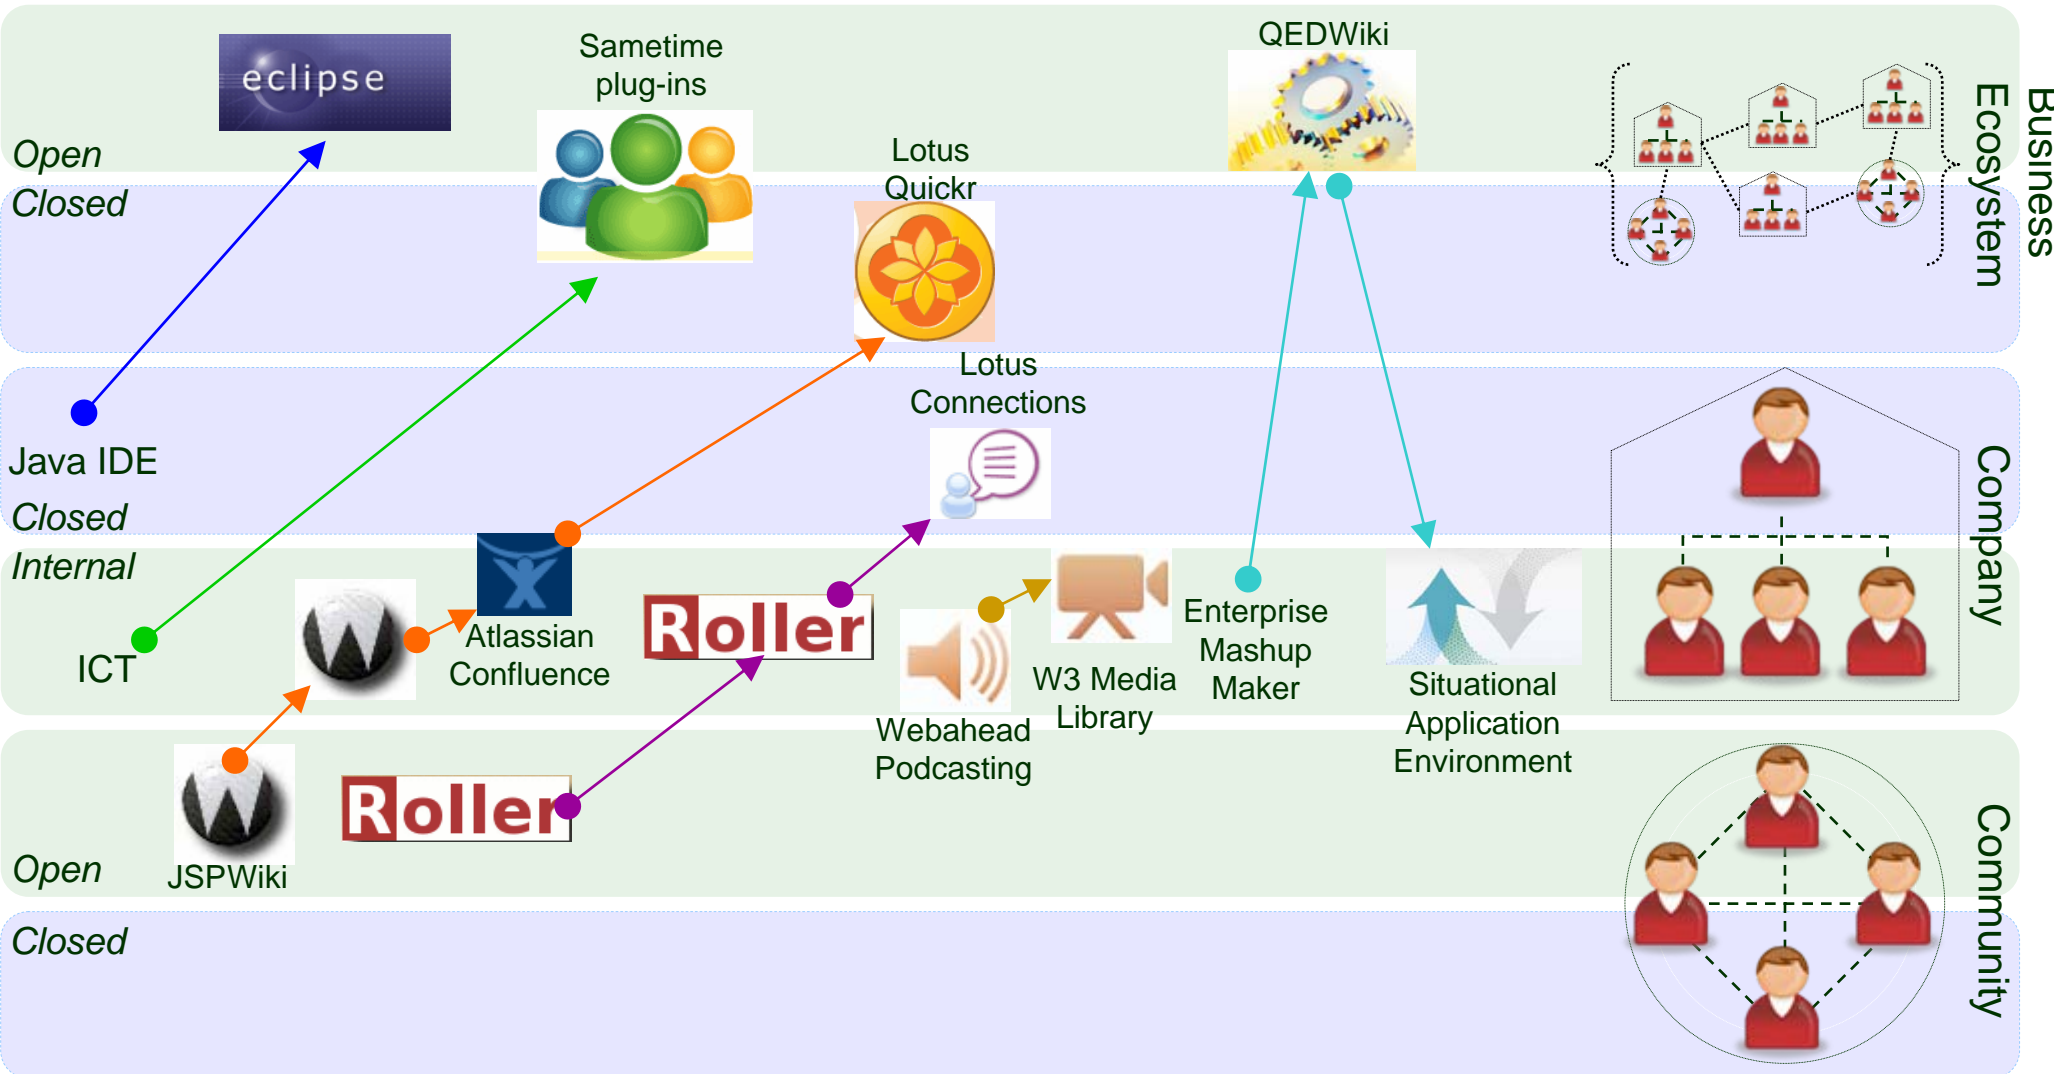 QEDWiki
Sametime
plug-ins
eclipse
Open
Closed
Lotus
Quickr
Business
Ecosystem
Lotus
Connections
Java IDE
Closed
Internal
Company
ICT
Atlassian
Confluence
Roller
Webahead
Podcasting
W3 Media
Library
Enterprise
Mashup
Maker
Situational
Application
Environment
W
W
JSPWiki
Roller
Open
Closed
Community